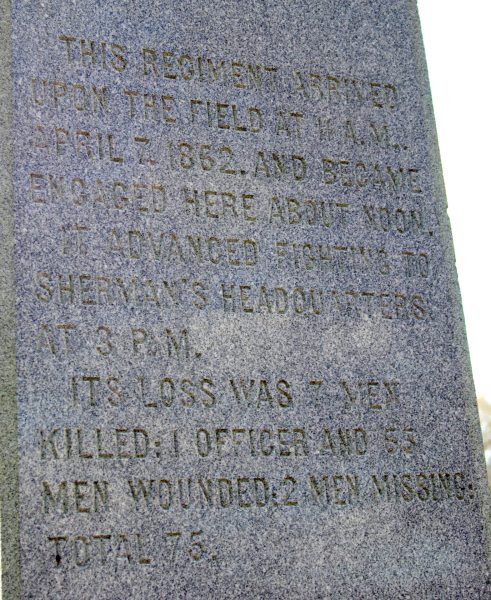 THIS REGIMENT ARRIVED
UPON THE FIELD AT 11 A.M.,
APRIL 7, 1862, AND BECAME
ENGAGED HERE ABOUT NOON.
IT ADVANCED FIGHTING TO
SHERMAN'S HEADQUARTERS
AT 3 P.M.
ITS LOSS WAS 7 MEN
KILLED; 1 OFFICER AND 65
MEN WOUNDED; 2 MEN MISSING;
TOTAL 75.